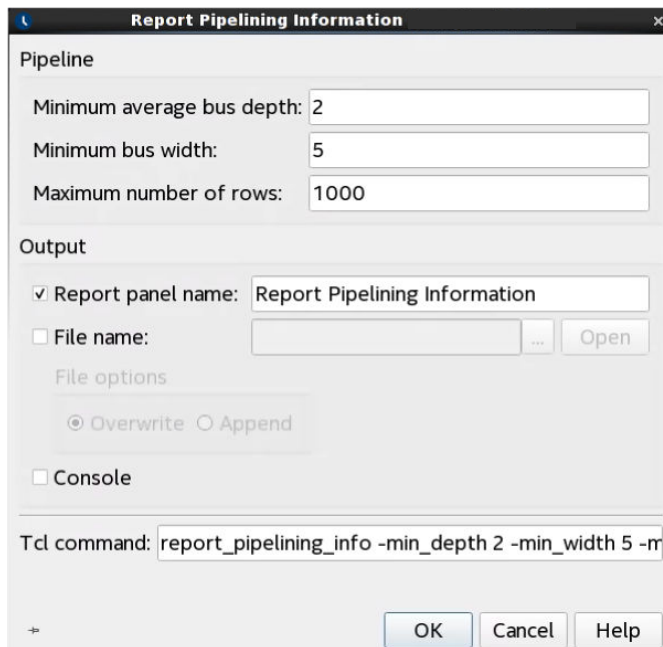 Report Pipelining Information
Pipeline
Minimum average bus depth: 2
Minimum bus width: 5
Maximum number of rows: 1000
Output
Report panel name: Report Pipelining Information
File name: ... Open
File options
Overwrite Append
Console
Tcl command: report_pipelining_info -min_depth 2 -min_width 5 -m
OK Cancel Help